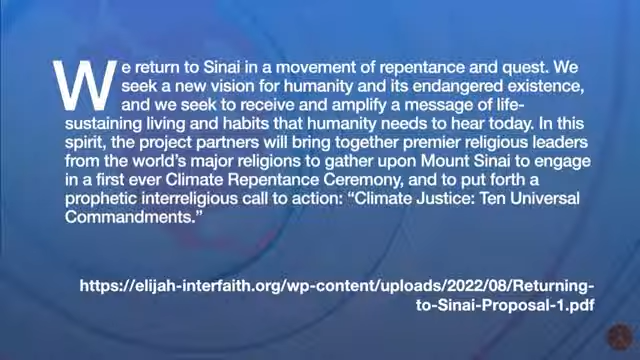 We return to Sinai in a movement of repentance and quest. We
seek a new vision for humanity and its endangered existence,
and we seek to receive and amplify a message of life-
sustaining living and habits that humanity needs to hear today. In this
spirit, the project partners will bring together premier religious leaders
from the world's major religions to gather upon Mount Sinai to engage
in a first ever Climate Repentance Ceremony, and to put forth a
prophetic interreligious call to action: “Climate Justice: Ten Universal
Commandments.”
https://elijah-interfaith.org/wp-content/uploads/2022/08/Returning-
to-Sinai-Proposal-1.pdf